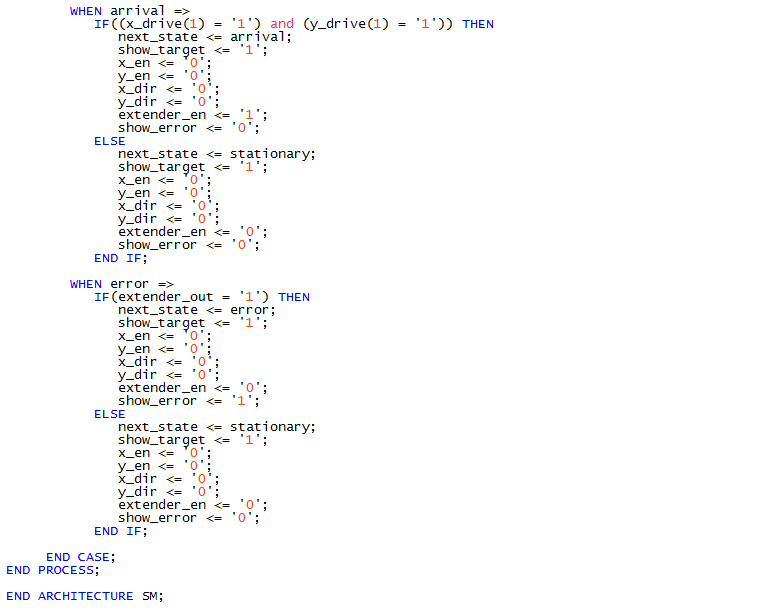 WHEN arrival =>
IF((x_drive(1) = '1') and (y_drive(1) = '1')) THEN
next_state <= arrival;
show_target <= '1';
x_en <= '0';
y_en <= '0';
x_dir <= '0';
y_dir <= '0';
extender_en <= '1';
show_error <= '0';
ELSE
next_state <= stationary;
show_target <= '1';
x_en <= '0';
y_en <= '0';
x_dir <= '0';
y_dir <= '0';
extender_en <= '0';
show_error <= '0';
END IF;
WHEN error =>
IF(extender_out = '1') THEN
next_state <= error;
show_target <= '1';
x_en <= '0';
y_en <= '0';
x_dir <= '0';
y_dir <= '0';
extender_en <= '0';
show_error <= '1';
ELSE
next_state <= stationary;
show_target <= '1';
x_en <= '0';
y_en <= '0';
x_dir <= '0';
y_dir <= '0';
extender_en <= '0';
show_error <= '0';
END IF;
END CASE;
END PROCESS;
END ARCHITECTURE SM;